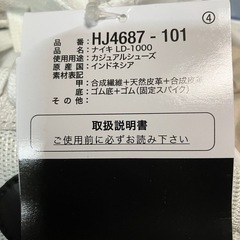 ④
品番：HJ4687 - 101
品名：ナイキ LD-1000
使用用途：カジュアルシューズ
原産国：インドネシア
素材表記：
甲：合成繊維＋天然皮革＋合成皮革
底：ゴム底＋ゴム(固定スパイク)
その他：
取扱説明書
ご使用前に必ずお読み下さい